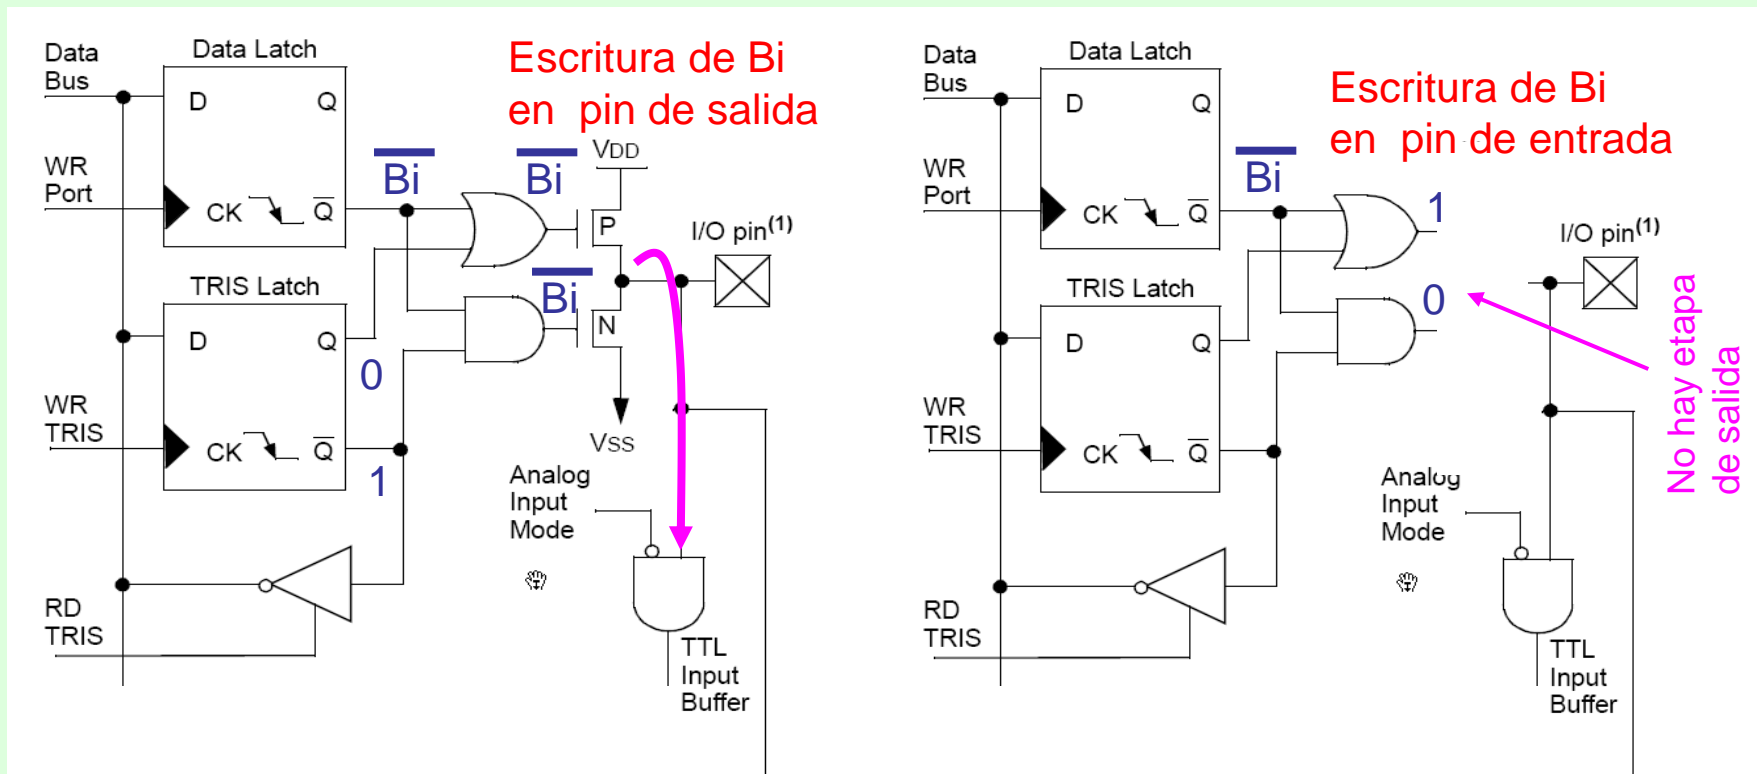 Data
Bus
Data Latch
D
Q
WR
Port
CK
Q
Bi
Escritura de Bi
en pin de salida
Bi
VDD
P
I/O pin(1)
Bi
N
VSS
TRIS Latch
D
Q
0
WR
TRIS
CK
Q
1
Analog
Input
Mode
RD
TRIS
TTL
Input
Buffer
Data
Bus
Data Latch
D
Q
WR
Port
CK
Q
Bi
Escritura de Bi
en pin de entrada
1
I/O pin(1)
0
No hay etapa
de salida
TRIS Latch
D
Q
WR
TRIS
CK
Q
Analog
Input
Mode
RD
TRIS
TTL
Input
Buffer